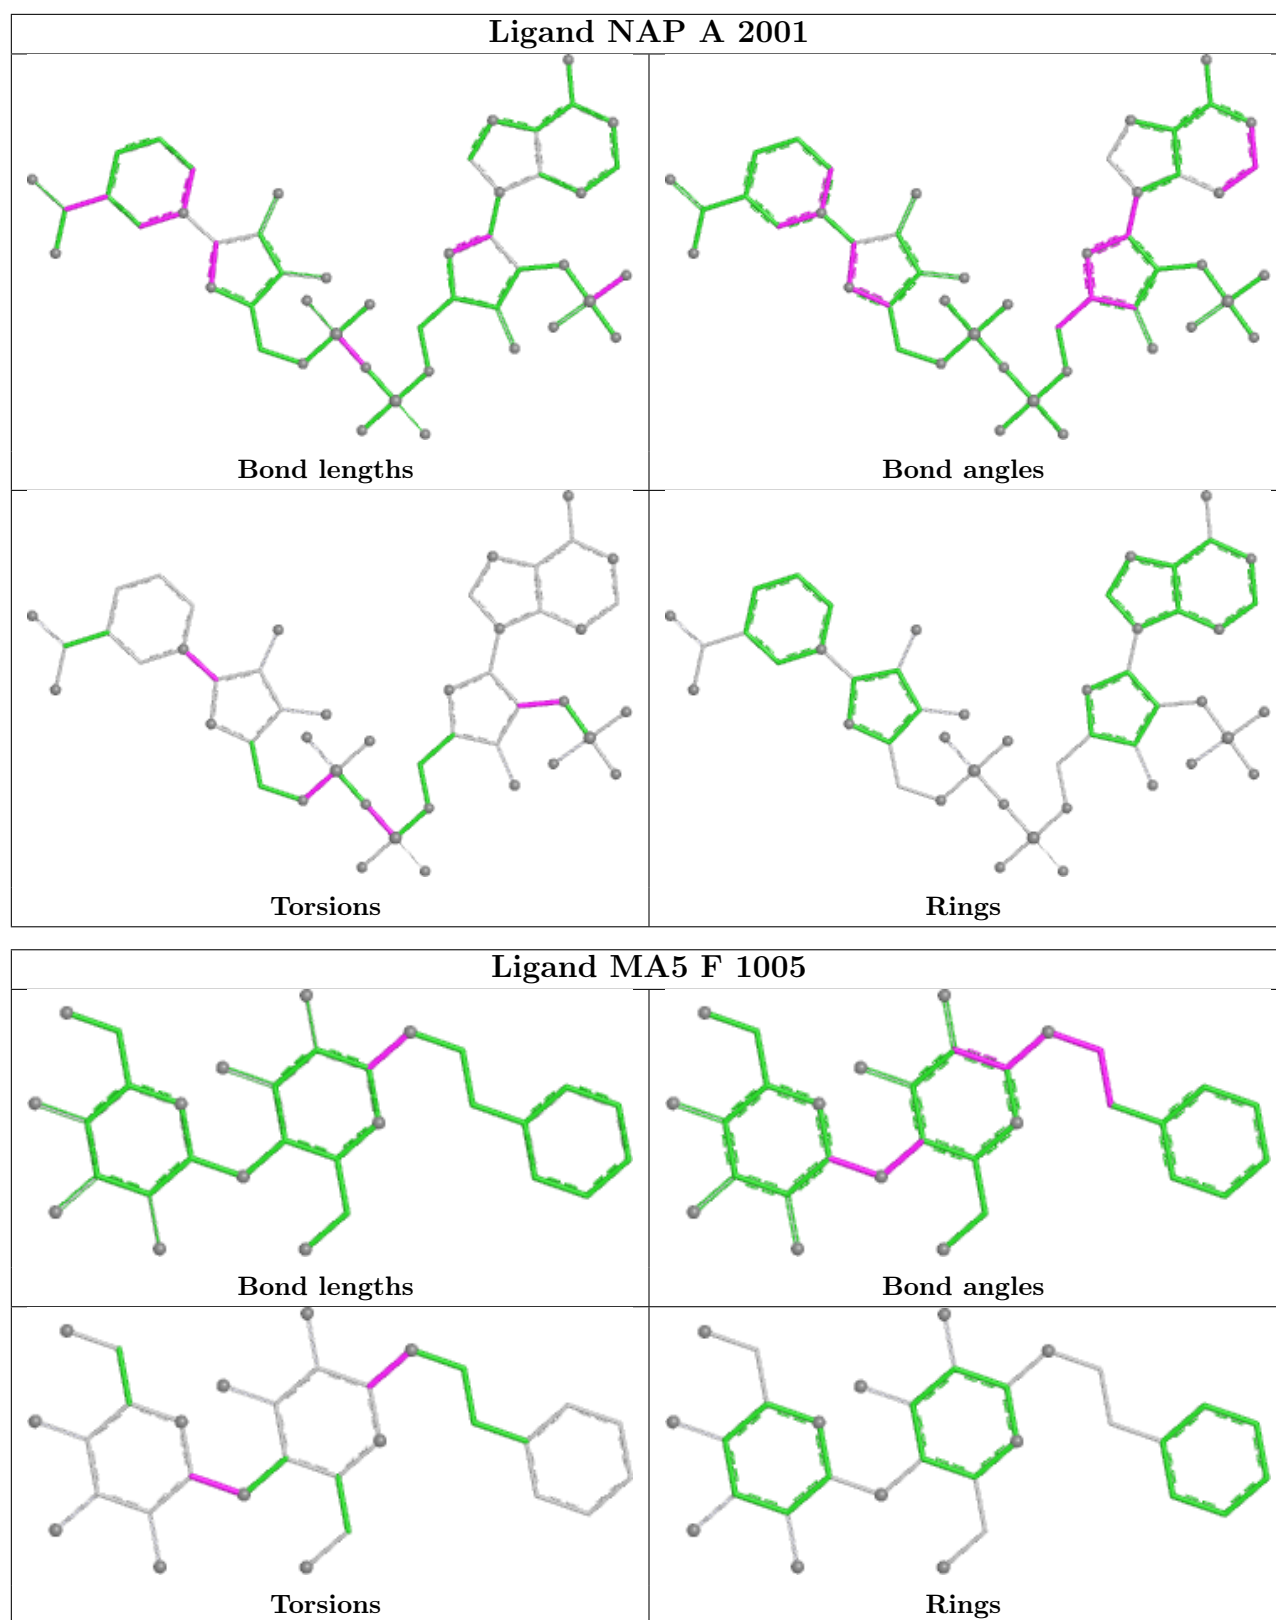 Ligand NAP A 2001
Bond lengths
Bond angles
Torsions
Rings
Ligand MA5 F 1005
Bond lengths
Bond angles
Torsions
Rings